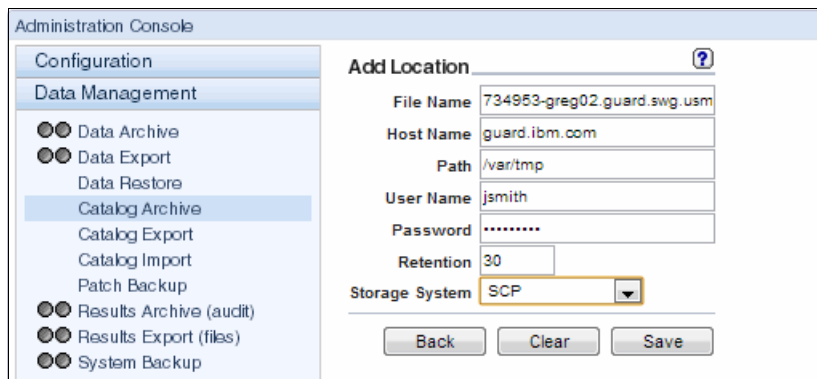 Administration Console
Configuration
Data Management
Data Archive
Data Export
Data Restore
Catalog Archive
Catalog Export
Catalog Import
Patch Backup
Results Archive (audit)
Results Export (files)
System Backup
Add Location
?
File Name 734953-greg02.guard.swg.usm
Host Name guard.ibm.com
Path /var/tmp
User Name jsmith
Password •••••••••
Retention 30
Storage System SCP
Back Clear Save